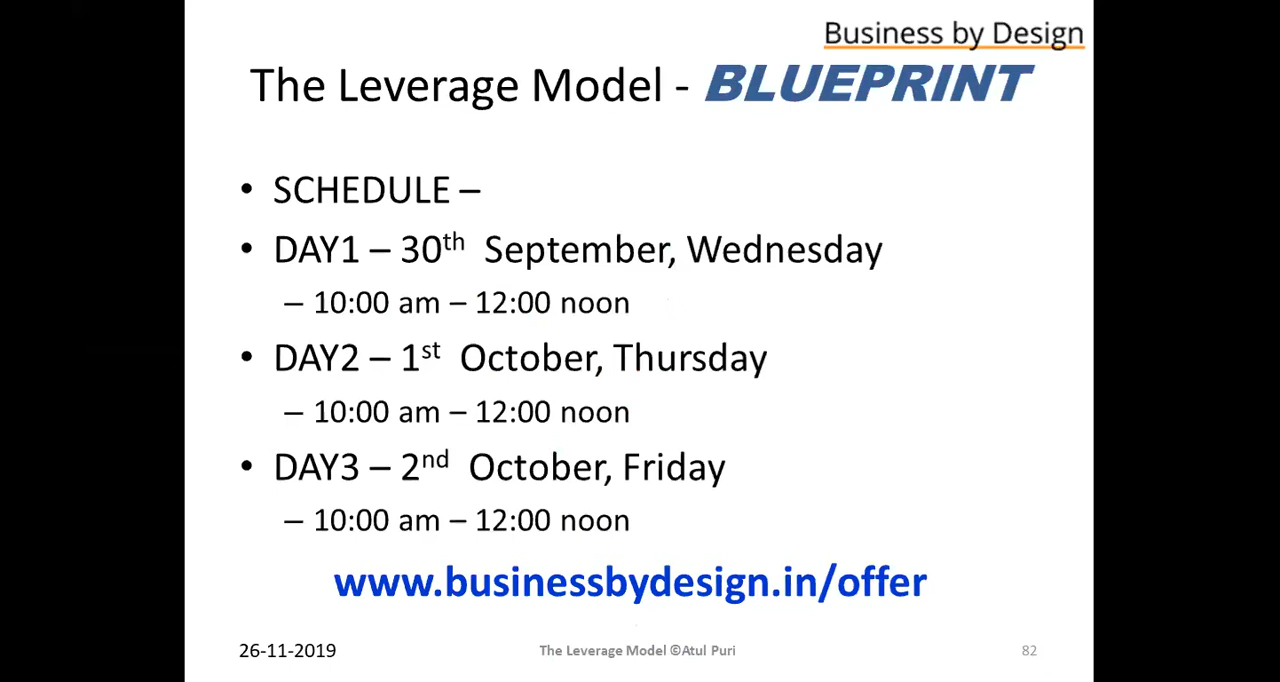 Business by Design
The Leverage Model - BLUEPRINT
• SCHEDULE –
• DAY1 – 30th September, Wednesday
– 10:00 am – 12:00 noon
• DAY2 – 1st October, Thursday
– 10:00 am – 12:00 noon
• DAY3 – 2nd October, Friday
– 10:00 am – 12:00 noon
www.businessbydesign.in/offer
26-11-2019
The Leverage Model ©Atul Puri
82